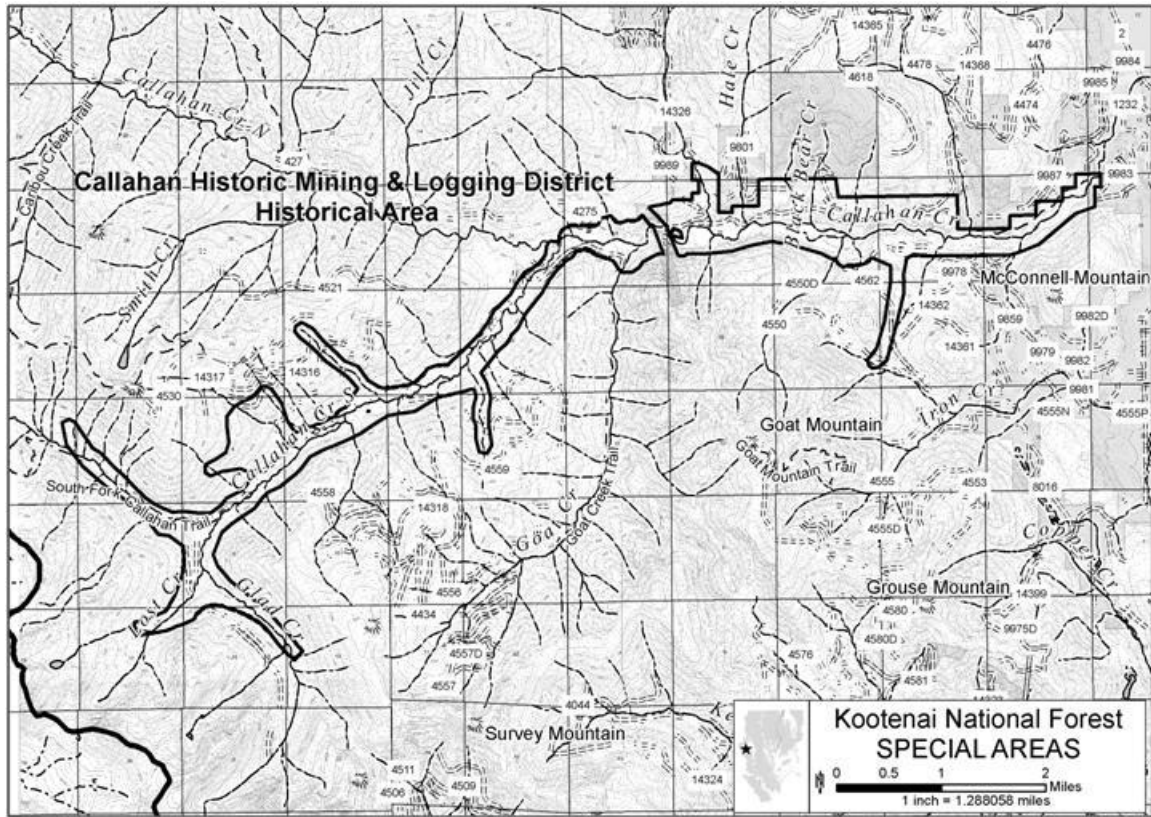 14365
4476
2
9984
4478
14368
4618
9985
1232
4474
Callahan Cr N
Jill Cr
Hale Cr
14326
9801
Caribou Creek Trail
427
9989
Black Bear Cr
9987
9983
Callahan Historic Mining & Logging District
Historical Area
4275
Callahan Cr
Smith Cr
4521
4550D
4562
9978
McConnell Mountain
14362
9859
9982D
4550
14361
9979
9982
14317
14316
4530
9981
Callahan Cr S
Iron Cr
4555N
4555P
Goat Mountain
Goat Mountain Trail
4559
South Fork Callahan Trail
4558
14318
Goat Cr
Goat Creek Trail
4555
4553
8016
4555D
Copper Cr
Lost Cr
Glad Cr
4556
4434
Grouse Mountain
14399
4580
9975D
4580D
4557D
4576
4557
4581
4044
Survey Mountain
Ke
14324
4511
4506
4509
Kootenai National Forest
SPECIAL AREAS
0 0.5 1 2
Miles
1 inch = 1.288058 miles